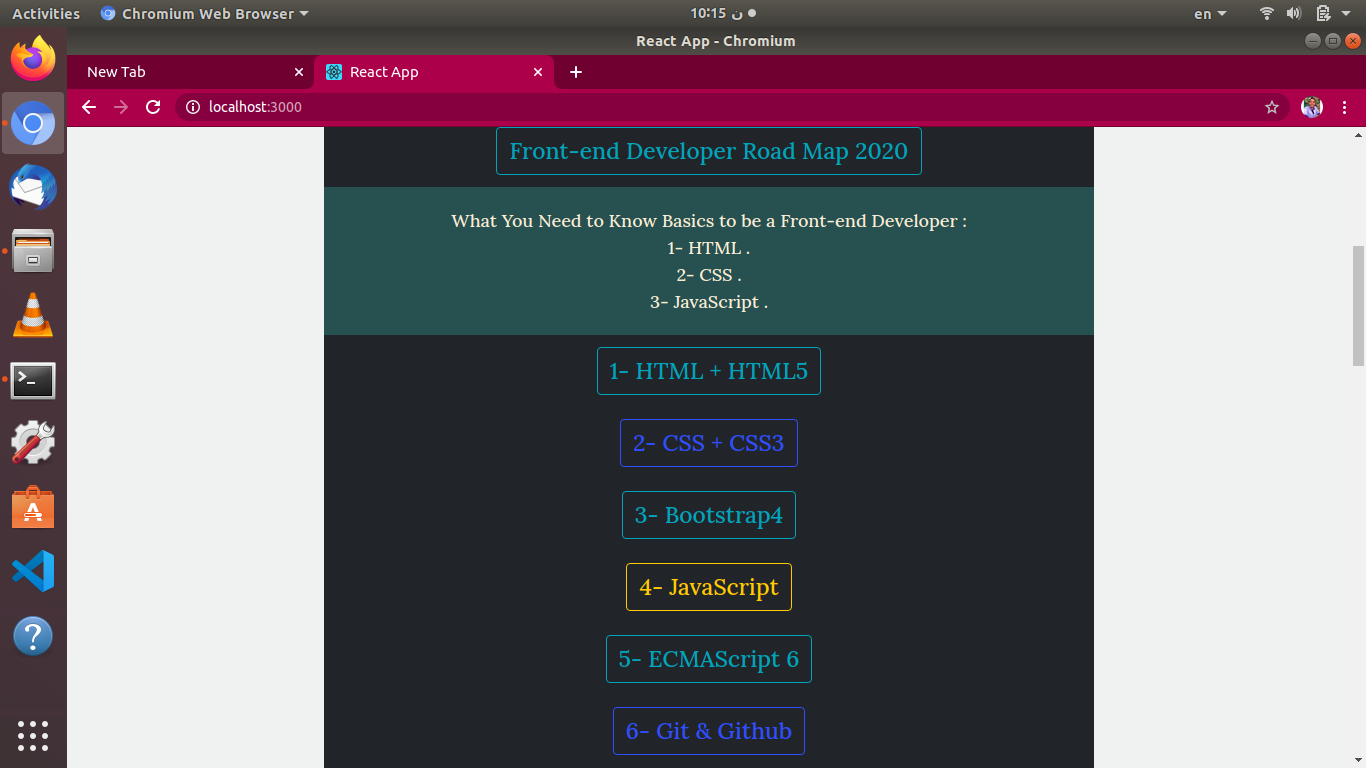 Activities Chromium Web Browser 10:15 ن en
React App - Chromium
New Tab React App
localhost:3000
Front-end Developer Road Map 2020
What You Need to Know Basics to be a Front-end Developer :
1- HTML .
2- CSS .
3- JavaScript .
1- HTML + HTML5
2- CSS + CSS3
3- Bootstrap4
4- JavaScript
5- ECMAScript 6
6- Git & Github